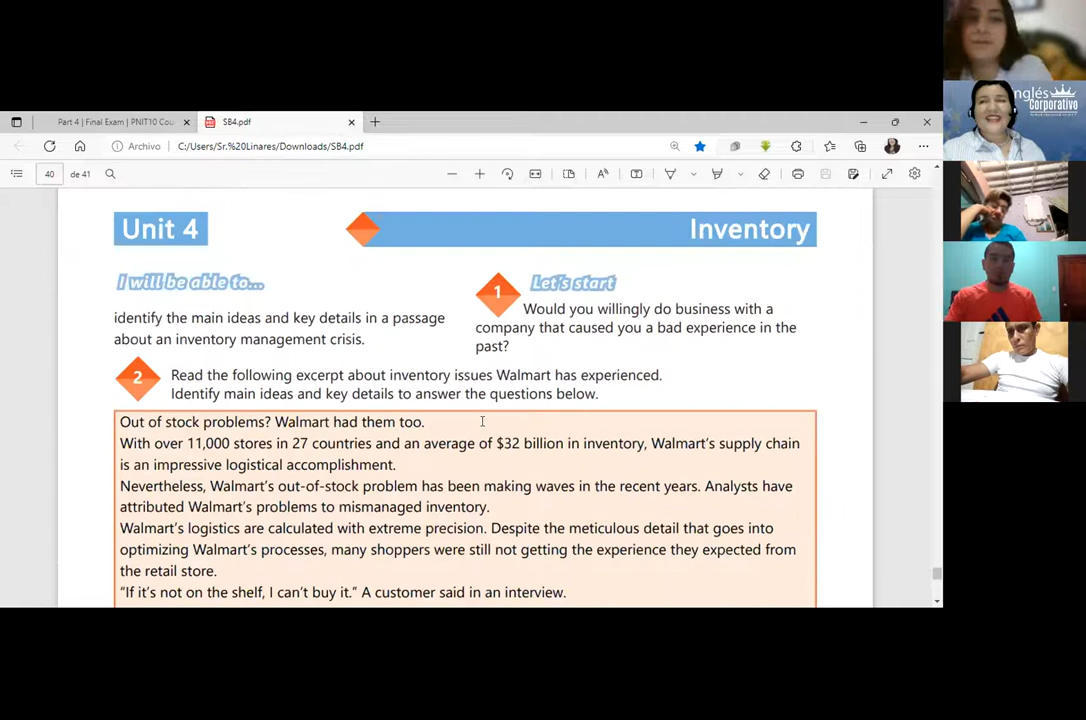 Part 4 | Final Exam | PNIT10 Cou
SB4.pdf
Archivo
C:/Users/Sr.%20Linares/Downloads/SB4.pdf
40
de 41
Unit 4
Inventory
I will be able to...
identify the main ideas and key details in a passage
about an inventory management crisis.
1
Let's start
Would you willingly do business with a
company that caused you a bad experience in the
past?
2
Read the following excerpt about inventory issues Walmart has experienced.
Identify main ideas and key details to answer the questions below.
Out of stock problems? Walmart had them too.
With over 11,000 stores in 27 countries and an average of $32 billion in inventory, Walmart's supply chain
is an impressive logistical accomplishment.
Nevertheless, Walmart's out-of-stock problem has been making waves in the recent years. Analysts have
attributed Walmart's problems to mismanaged inventory.
Walmart's logistics are calculated with extreme precision. Despite the meticulous detail that goes into
optimizing Walmart's processes, many shoppers were still not getting the experience they expected from
the retail store.
"If it's not on the shelf, I can't buy it." A customer said in an interview.
nglés
Corporativo